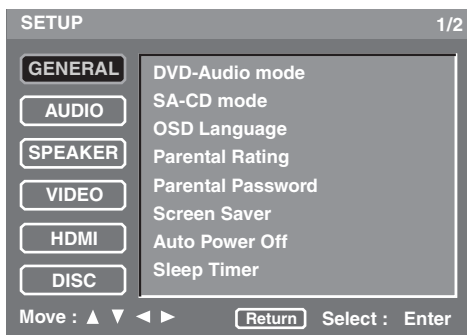 SETUP 1/2
GENERAL
AUDIO
SPEAKER
VIDEO
HDMI
DISC
DVD-Audio mode
SA-CD mode
OSD Language
Parental Rating
Parental Password
Screen Saver
Auto Power Off
Sleep Timer
Move : ▲ ▼ ◄ ► Return Select : Enter